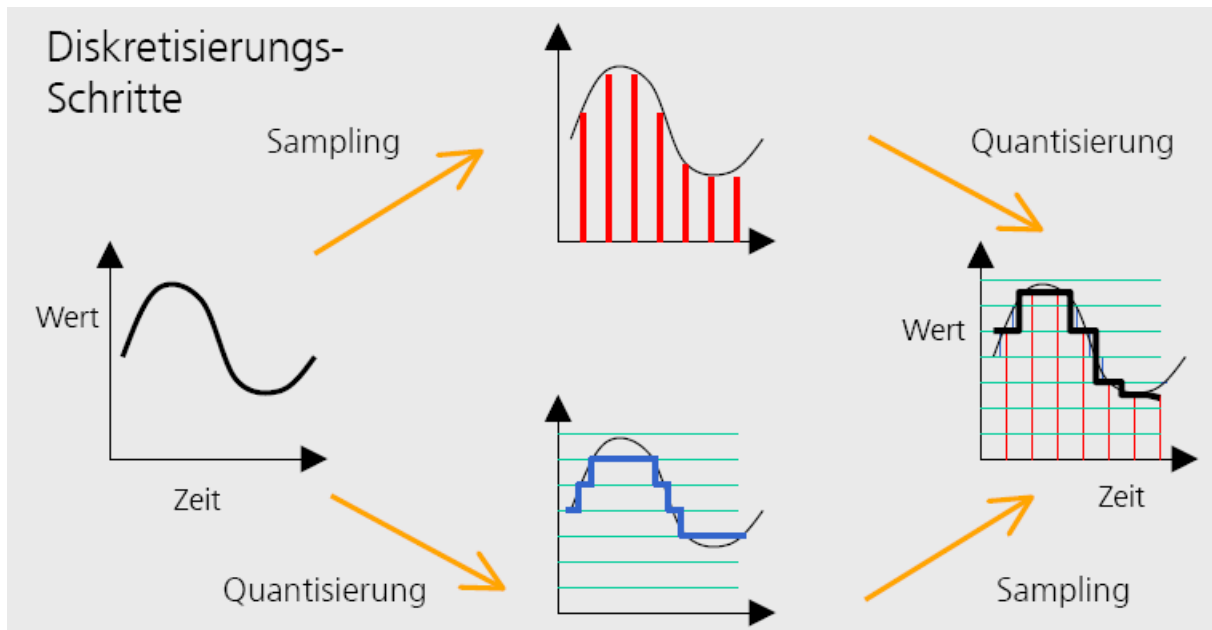 Diskretisierungs-
Schritte
Sampling
Quantisierung
Wert
Zeit
Wert
Zeit
Quantisierung
Sampling